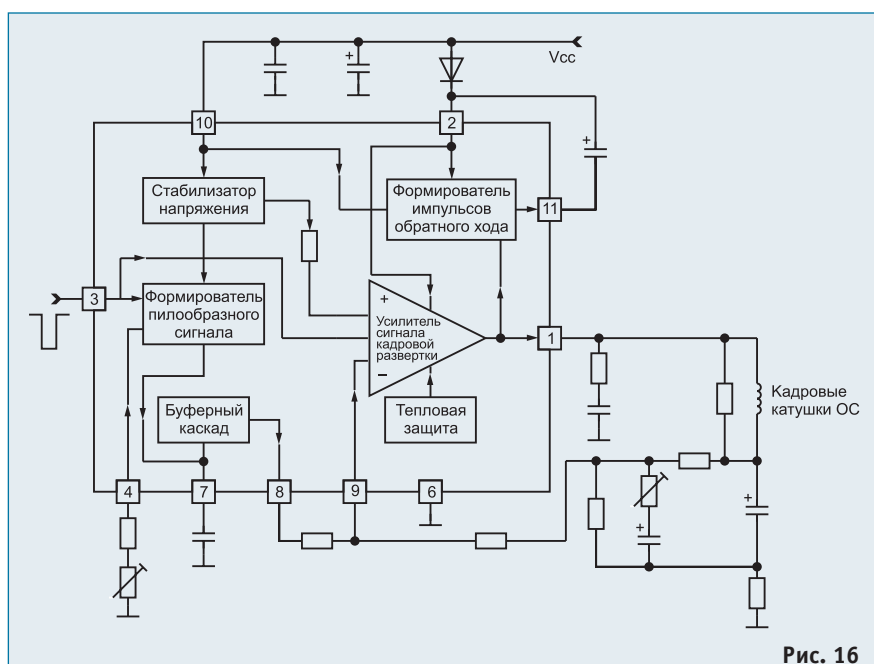 Vcc
+
10
2
+
Стабилизатор
напряжения
Формирователь
импульсов
обратного хода
11
3
Формирователь
пилообразного
сигнала
+
Усилитель
сигнала
кадровой
развертки
–
1
Кадровые
катушки ОС
Буферный
каскад
Тепловая
защита
4
7
8
9
6
+
+
Рис. 16